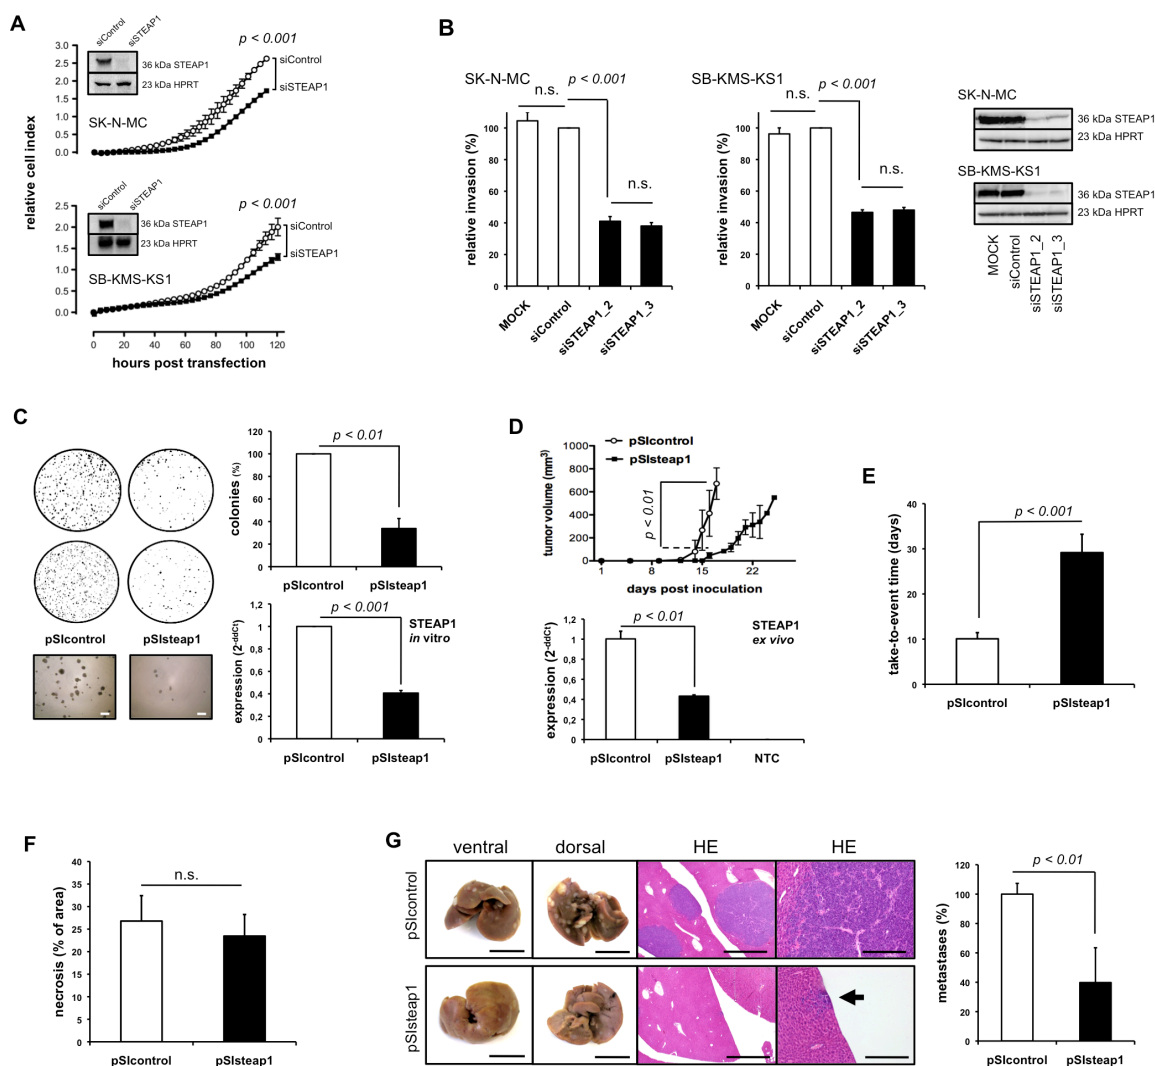 A
siControl
siSTEAP1
p < 0.001
3.0
2.5
2.0
1.5
1.0
0.5
0.0
36 kDa STEAP1
23 kDa HPRT
siControl
siSTEAP1
SK-N-MC
relative cell index
siControl
siSTEAP1
p < 0.001
2.5
2.0
1.5
1.0
0.5
0.0
36 kDa STEAP1
23 kDa HPRT
siControl
siSTEAP1
SB-KMS-KS1
0 20 40 60 80 100 120
hours post transfection
B
SK-N-MC
p < 0.001
n.s.
n.s.
relative invasion (%)
100
80
60
40
20
0
MOCK
siControl
siSTEAP1_2
siSTEAP1_3
SB-KMS-KS1
p < 0.001
n.s.
n.s.
relative invasion (%)
100
80
60
40
20
0
MOCK
siControl
siSTEAP1_2
siSTEAP1_3
SK-N-MC
36 kDa STEAP1
23 kDa HPRT
SB-KMS-KS1
36 kDa STEAP1
23 kDa HPRT
MOCK
siControl
siSTEAP1_2
siSTEAP1_3
C
pSIcontrol pSIsteap1
p < 0.01
colonies (%)
120
100
80
60
40
20
0
pSIcontrol pSIsteap1
p < 0.001
STEAP1
in vitro
expression (2-ddCt)
1,2
1
0,8
0,6
0,4
0,2
0
pSIcontrol pSIsteap1
D
pSIcontrol
pSIsteap1
p < 0.01
tumor volume (mm³)
1000
800
600
400
200
0
1 8 15 22
days post inoculation
p < 0.01
STEAP1
ex vivo
expression (2-ddCt)
1,2
1
0,8
0,6
0,4
0,2
0
pSIcontrol pSIsteap1 NTC
E
p < 0.001
take-to-event time (days)
40
30
20
10
0
pSIcontrol pSIsteap1
F
n.s.
necrosis (% of area)
40
35
30
25
20
15
10
5
0
pSIcontrol pSIsteap1
G
ventral dorsal HE HE
pSIcontrol
pSIsteap1
p < 0.01
metastases (%)
120
100
80
60
40
20
0
pSIcontrol pSIsteap1